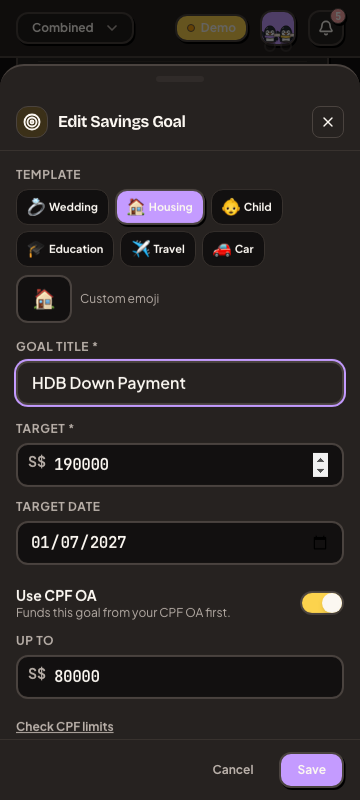 Combined
Demo
5
Edit Savings Goal
TEMPLATE
Wedding
Housing
Child
Education
Travel
Car
Custom emoji
GOAL TITLE *
HDB Down Payment
TARGET *
S$ 190000
TARGET DATE
01/07/2027
Use CPF OA
Funds this goal from your CPF OA first.
UP TO
S$ 80000
Check CPF limits
Cancel
Save